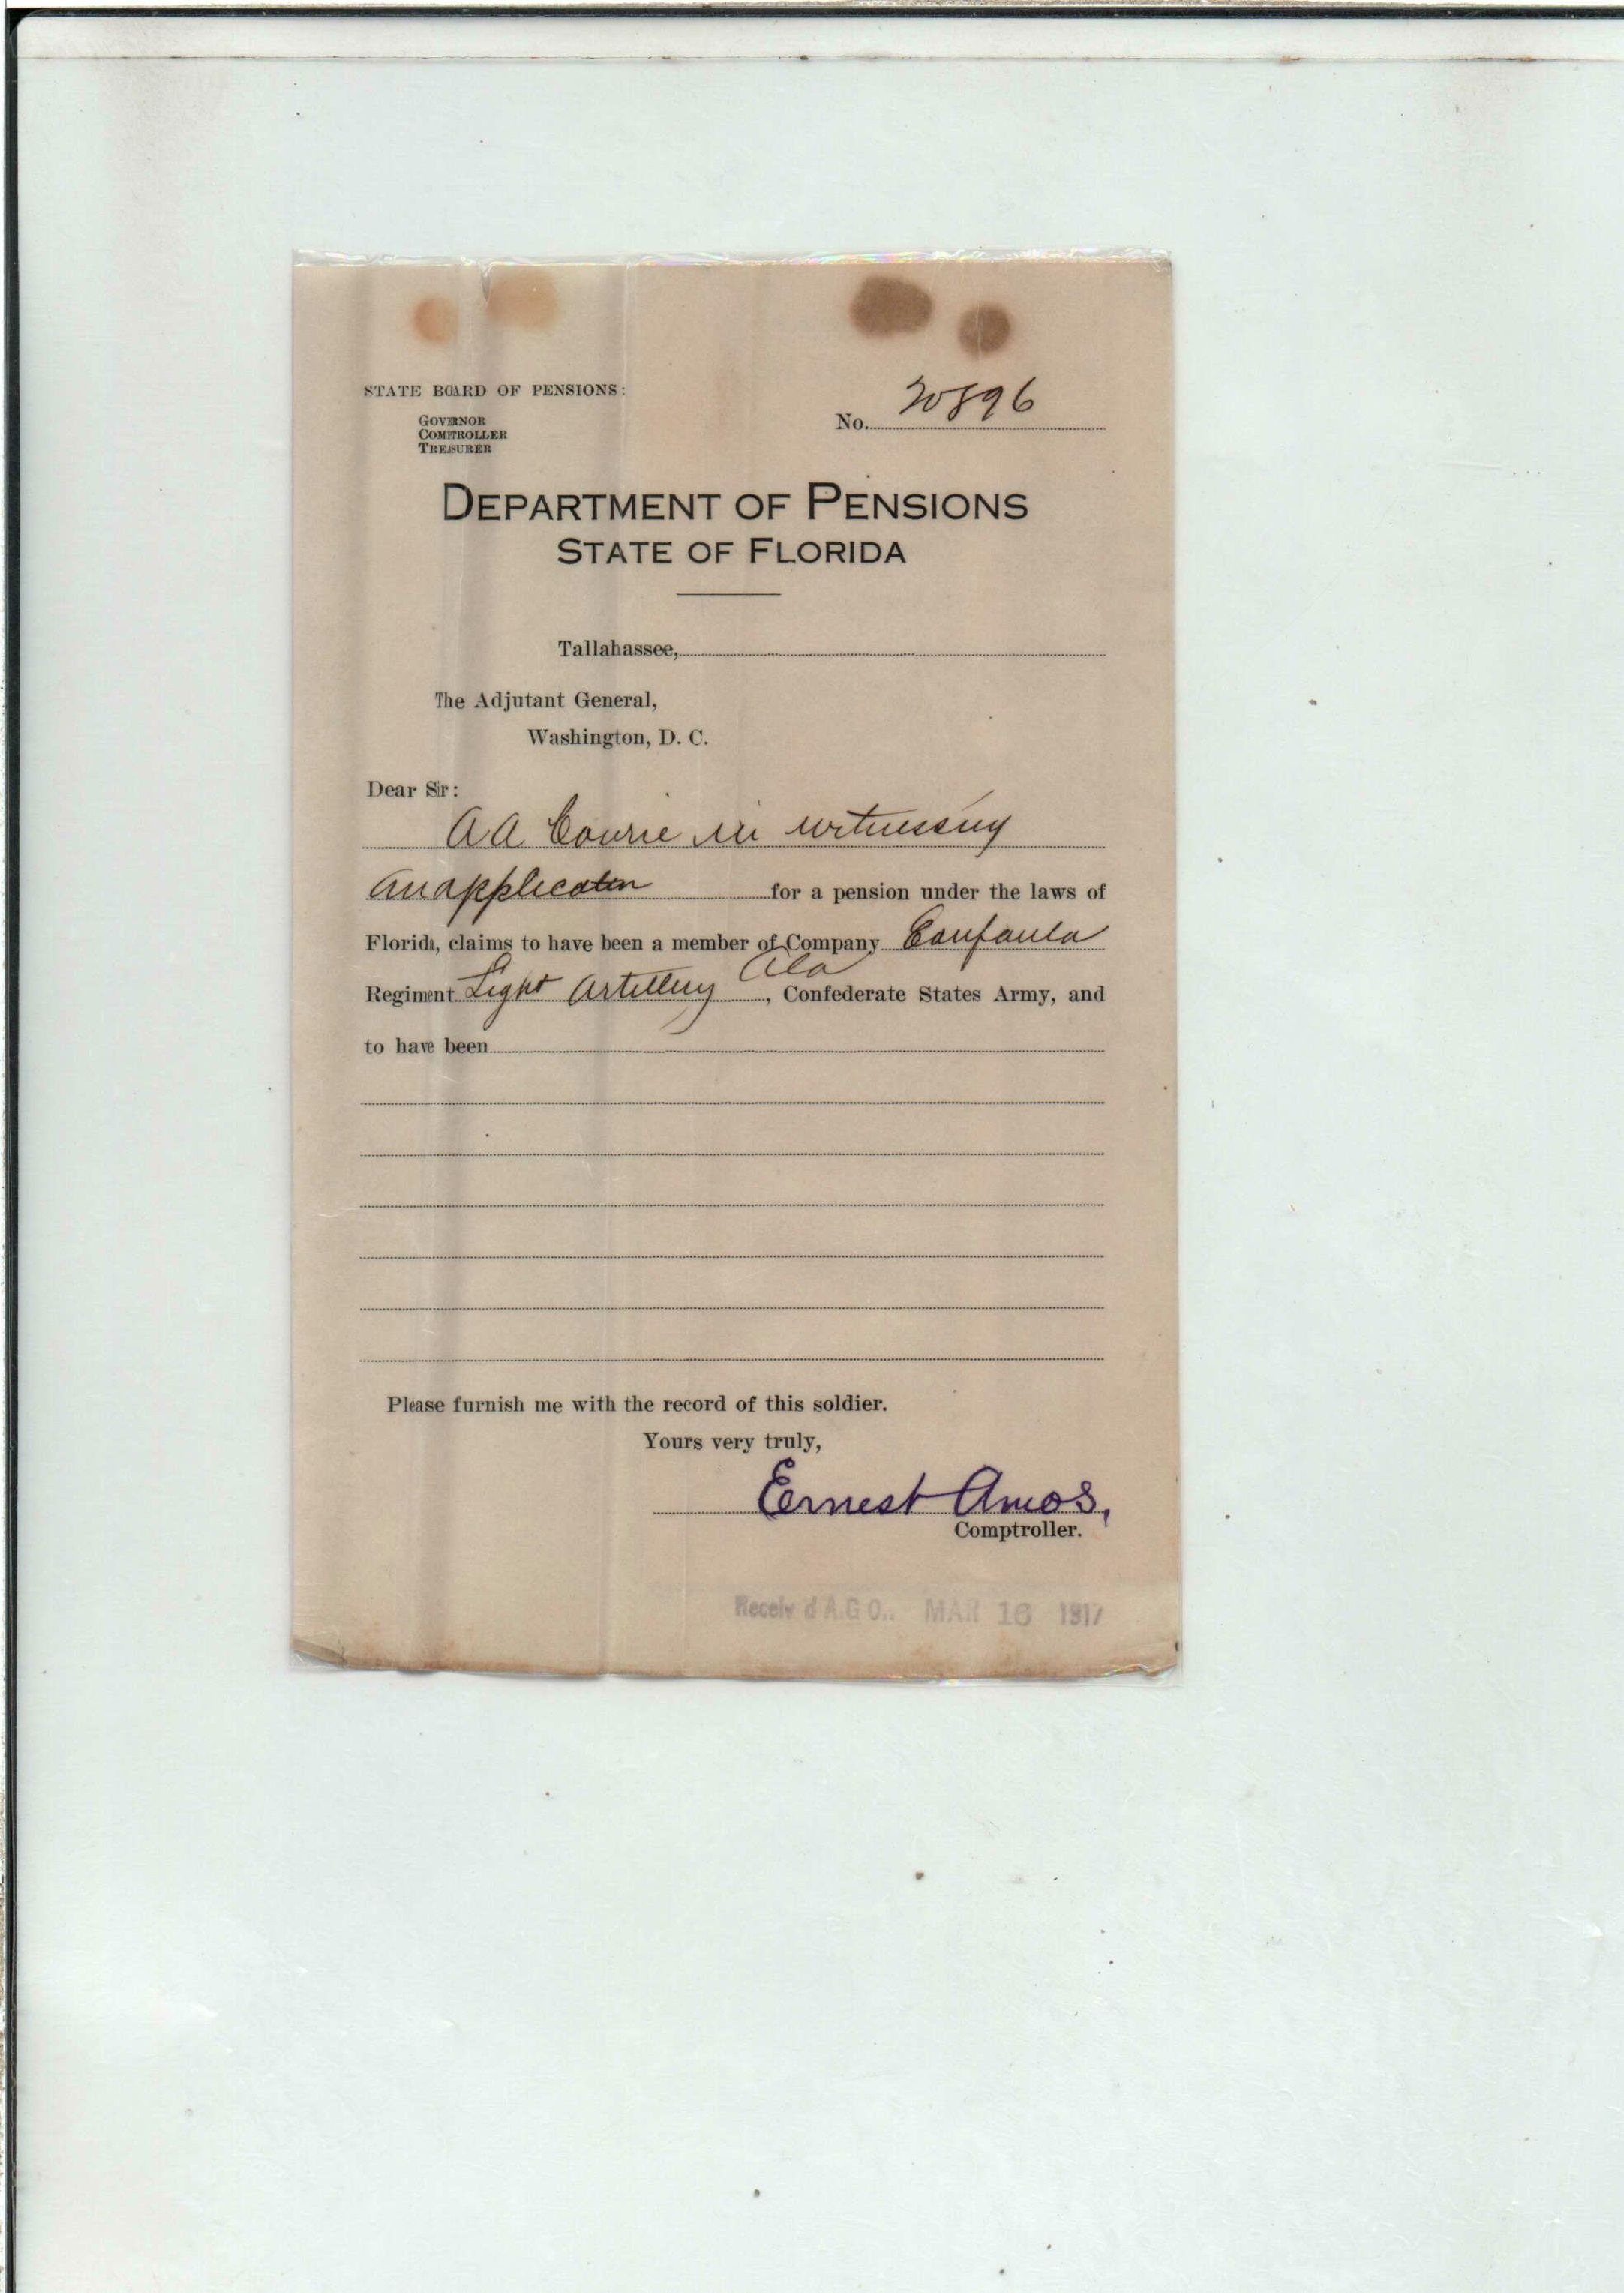 STATE BOARD OF PENSIONS:
GOVERNOR
COMPTROLLER
TREASURER
No. 20896
DEPARTMENT OF PENSIONS
STATE OF FLORIDA
Tallahassee,
The Adjutant General,
Washington, D. C.
Dear Sir:
A A Courie in witnessing
an application for a pension under the laws of
Florida, claims to have been a member of Company Eaufaula
Regiment Light Artillery Ala, Confederate States Army, and
to have been
Please furnish me with the record of this soldier.
Yours very truly,
Ernest Amos,
Comptroller.
Receiv'd A.G.O.. MAR 16 1917